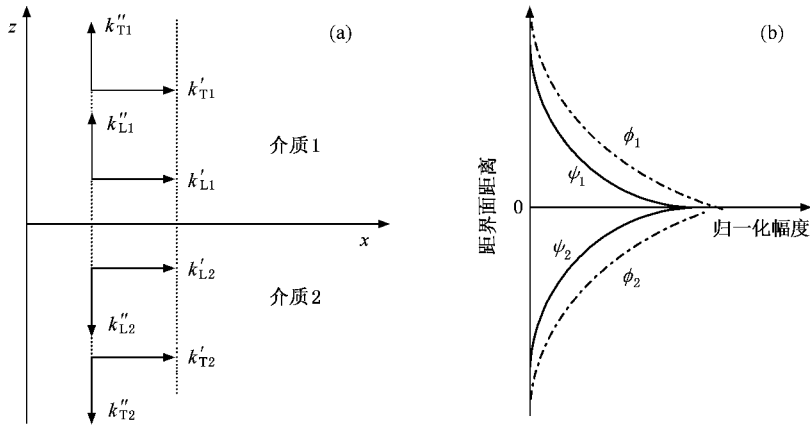 z
k″T1
(a)
k′T1
k″L1
介质1
k′L1
x
k′L2
介质2
k″L2
k′T2
k″T2
(b)
距界面距离
ϕ1
ψ1
0
归一化幅度
ψ2
ϕ2